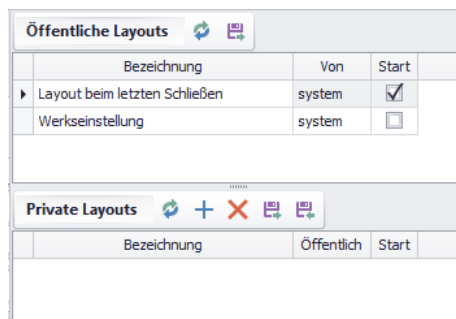 Öffentliche Layouts
Bezeichnung Von Start
Layout beim letzten Schließen system
Werkseinstellung system
Private Layouts
Bezeichnung Öffentlich Start